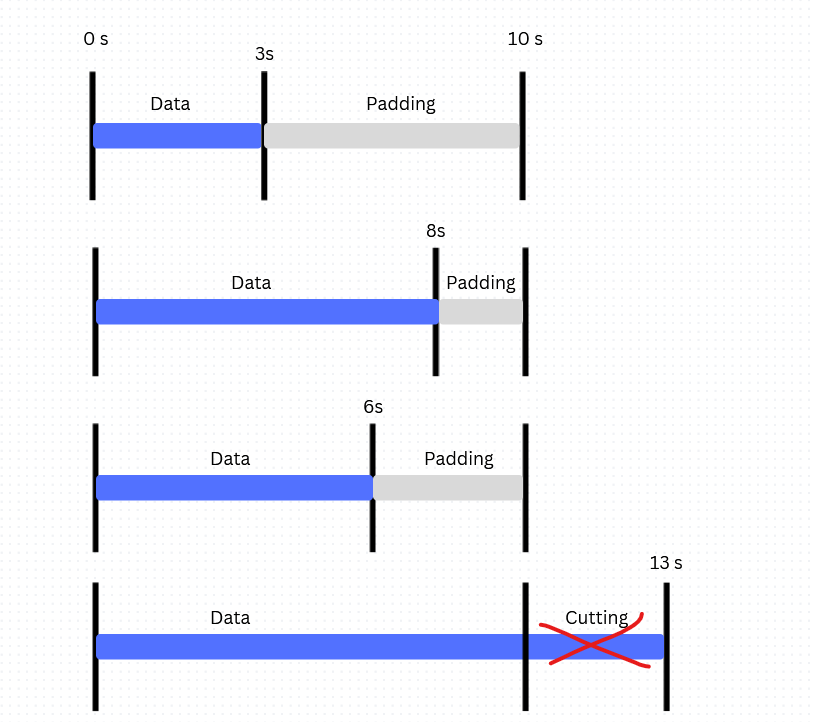 0 s
3s
10 s
Data
Padding
8s
Data
Padding
6s
Data
Padding
13 s
Data
Cutting